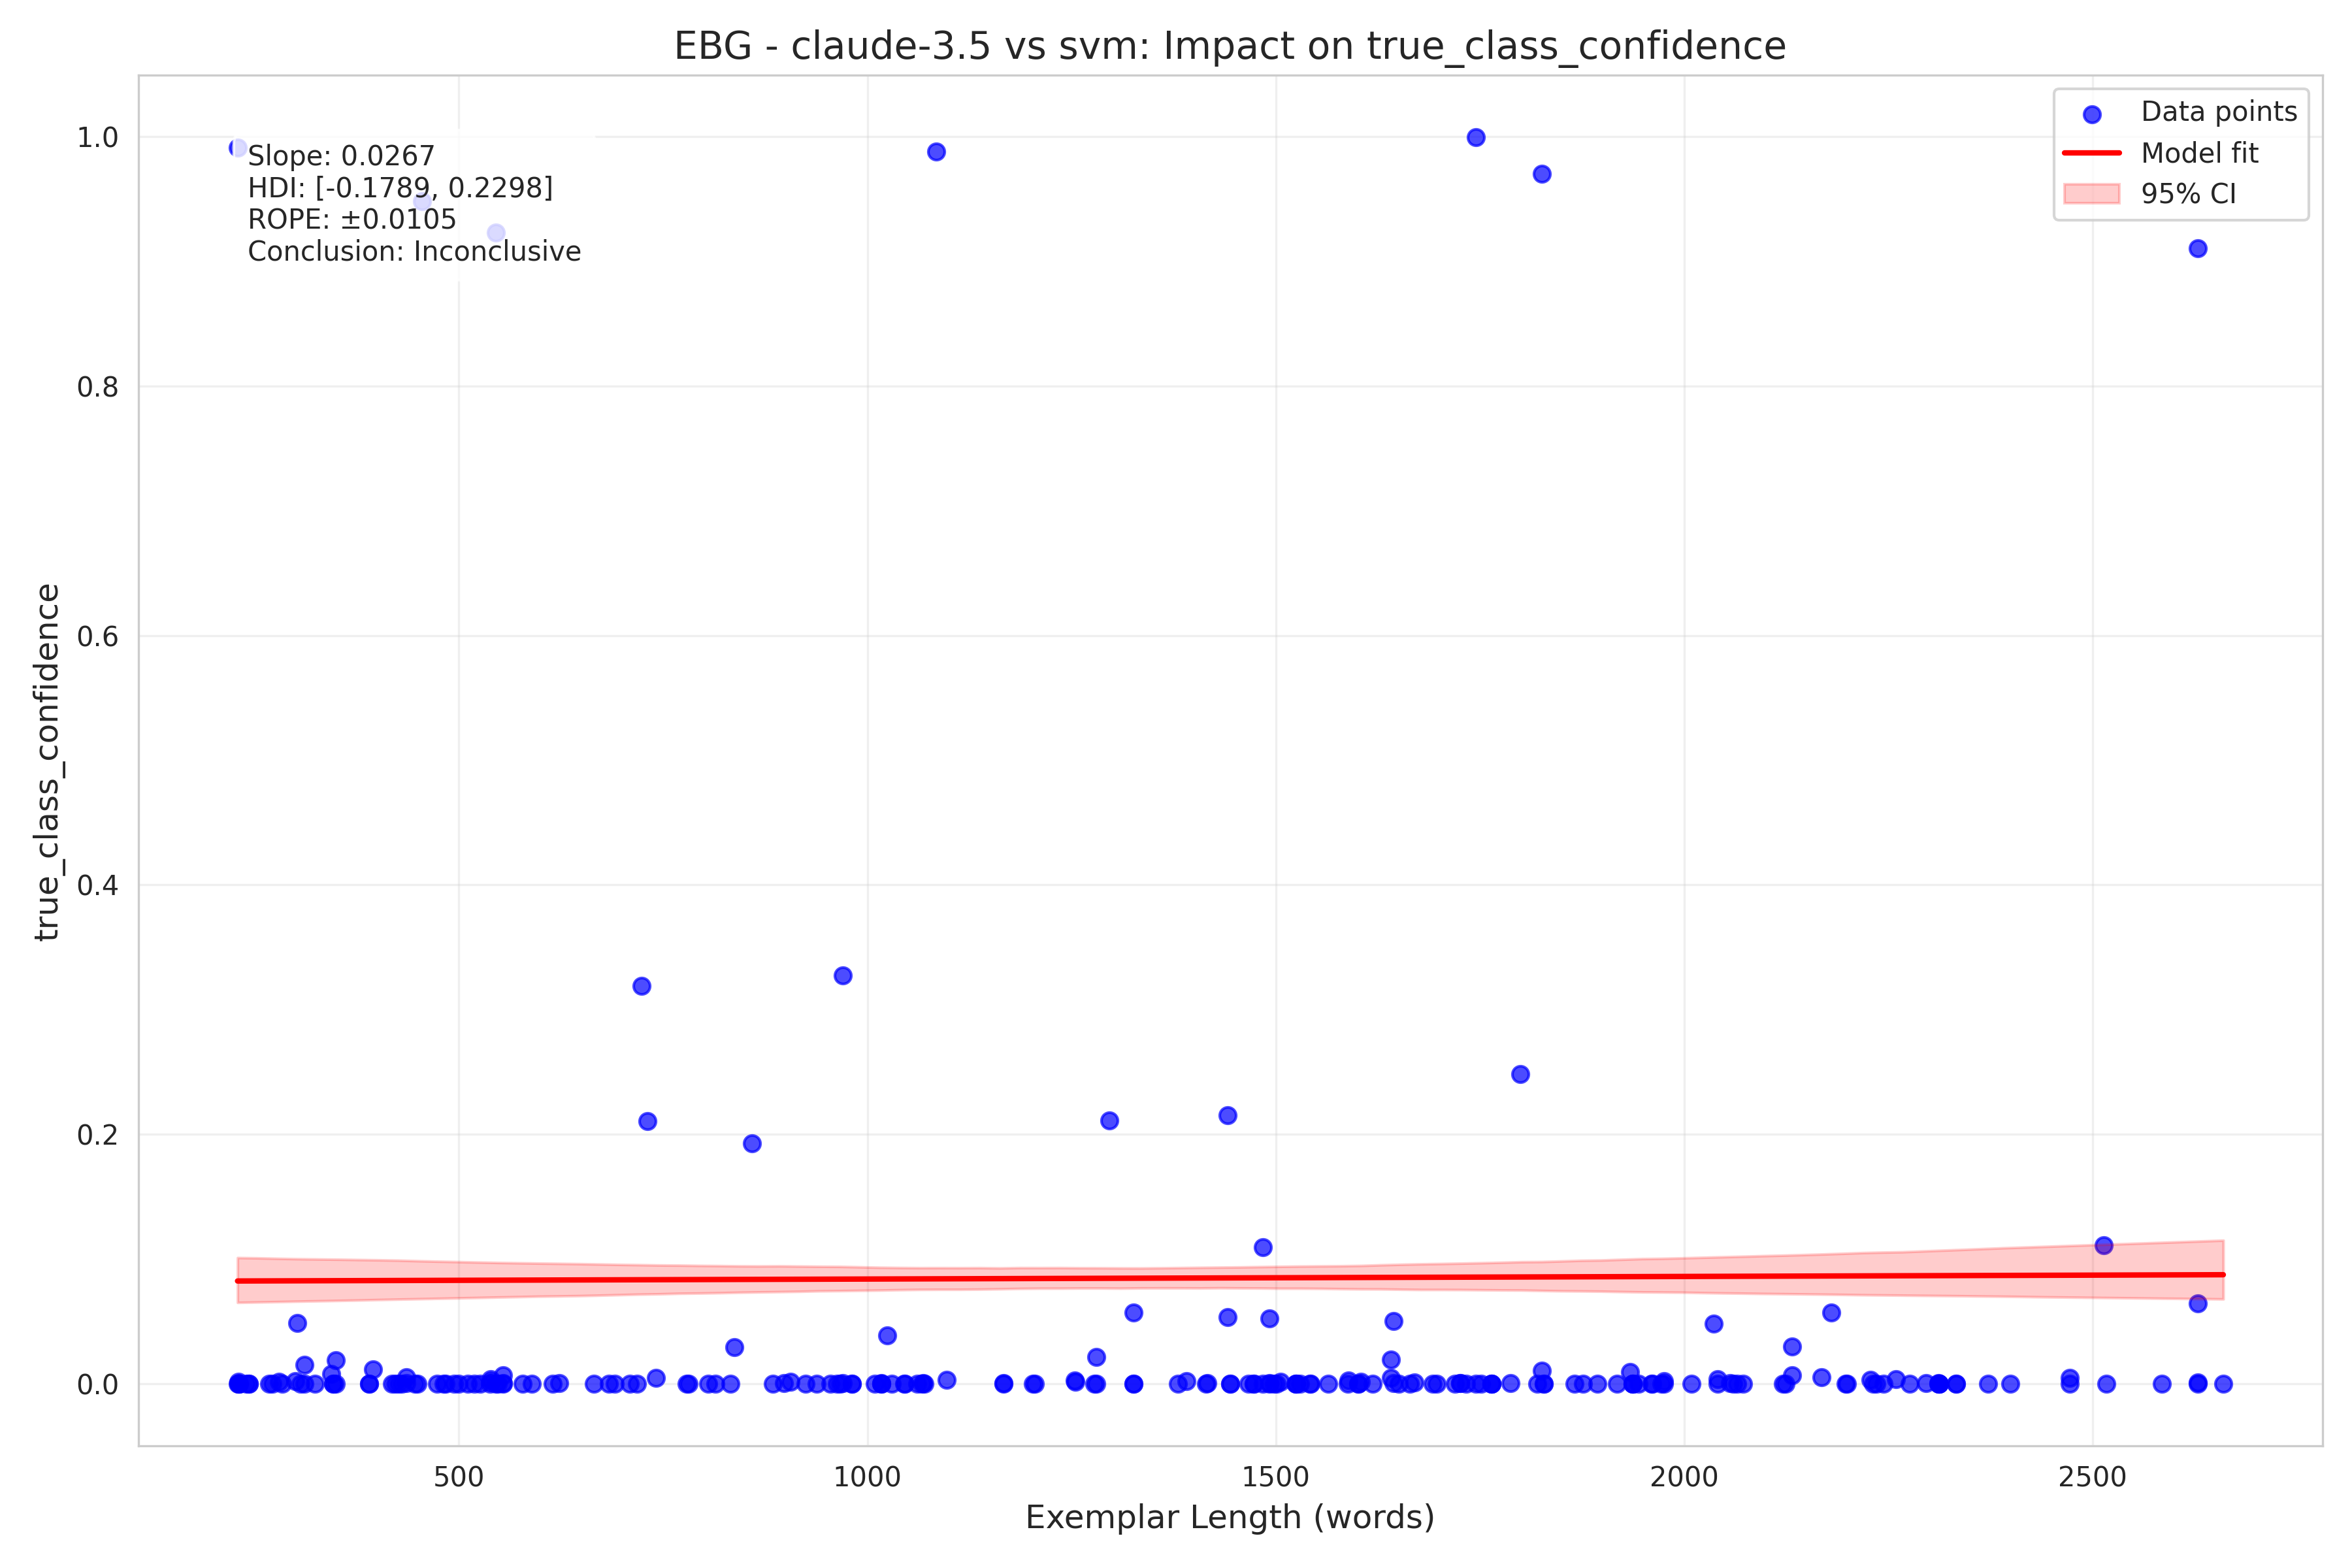 EBG - claude-3.5 vs svm: Impact on true_class_confidence
Slope: 0.0267
HDI: [-0.1789, 0.2298]
ROPE: ±0.0105
Conclusion: Inconclusive
Data points
Model fit
95% CI
true_class_confidence
1.0
0.8
0.6
0.4
0.2
0.0
500
1000
1500
2000
2500
Exemplar Length (words)